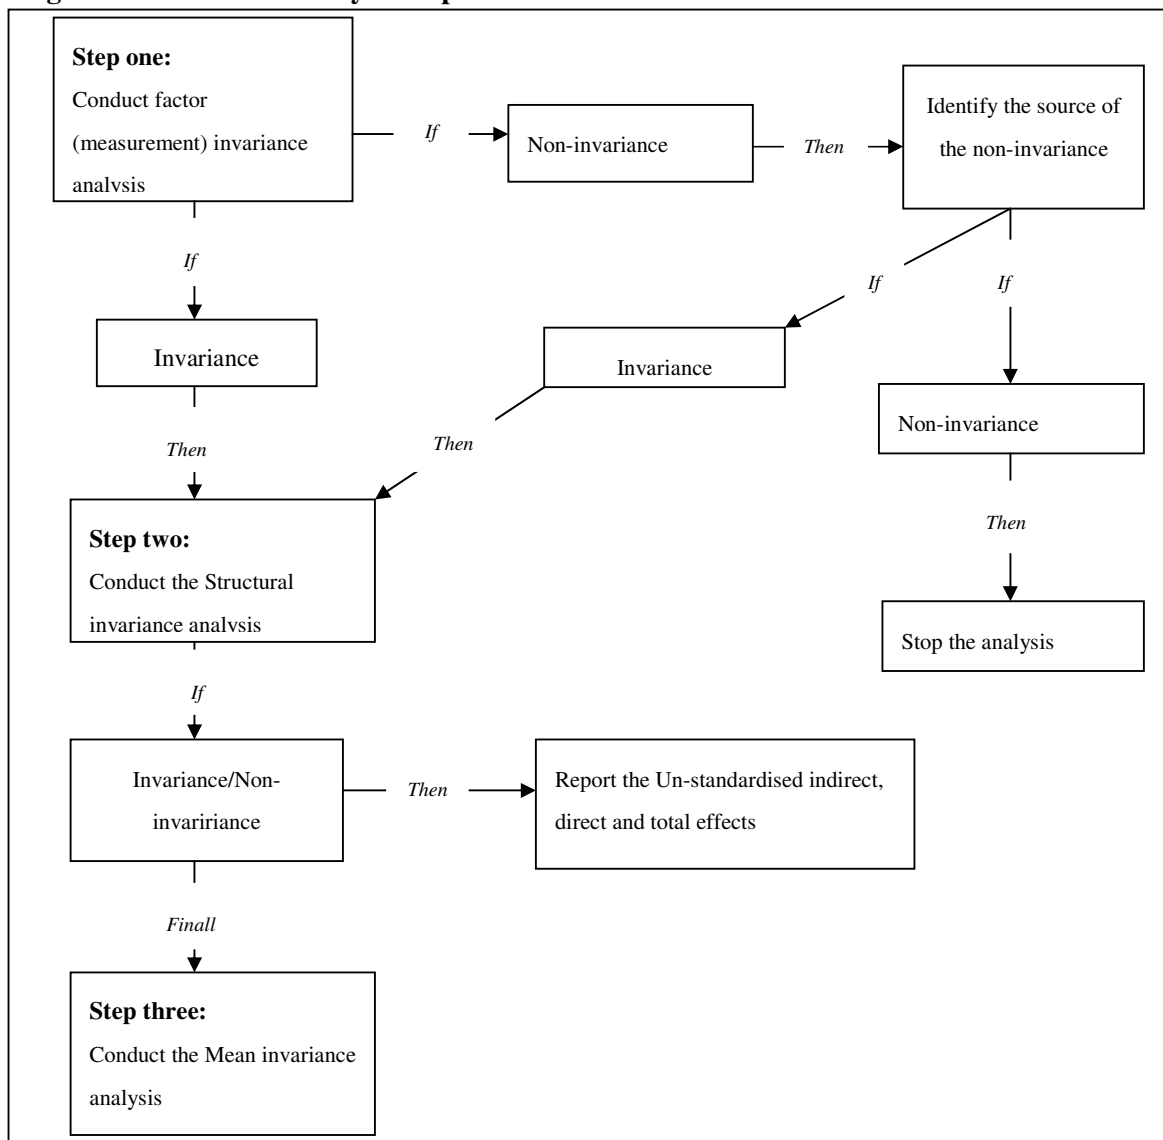 Step one:
Conduct factor
(measurement) invariance
analysis
If
Non-invariance
Then
Identify the source of
the non-invariance
If
Invariance
If
Invariance
If
Non-invariance
Then
Then
Then
Step two:
Conduct the Structural
invariance analysis
Stop the analysis
If
Invariance/Non-
invaririance
Then
Report the Un-standardised indirect,
direct and total effects
Finall
Step three:
Conduct the Mean invariance
analysis